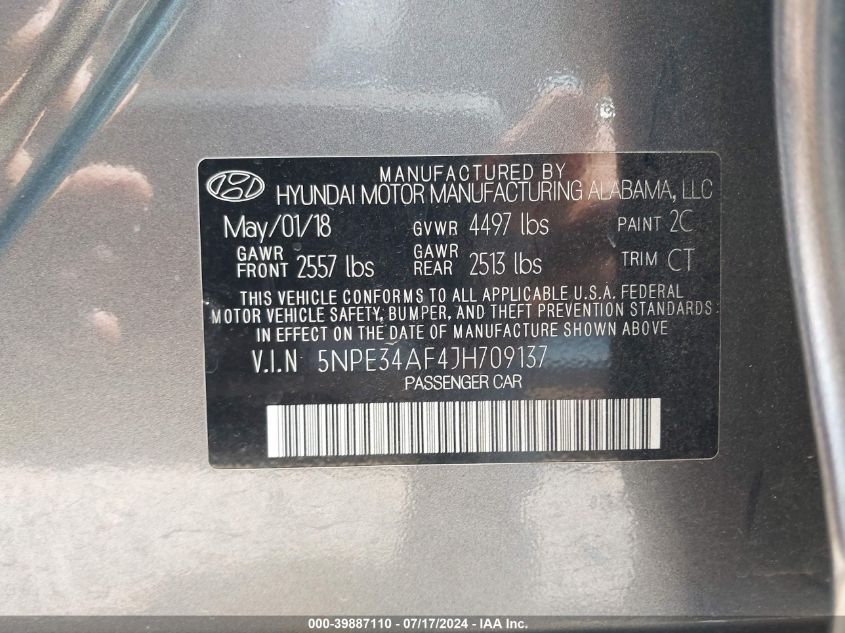 MANUFACTURED BY
HYUNDAI MOTOR MANUFACTURING ALABAMA, LLC
May/01/18 GVWR 4497 lbs PAINT 2C
GAWR FRONT 2557 lbs GAWR REAR 2513 lbs TRIM CT
THIS VEHICLE CONFORMS TO ALL APPLICABLE U.S.A. FEDERAL
MOTOR VEHICLE SAFETY, BUMPER, AND THEFT PREVENTION STANDARDS
IN EFFECT ON THE DATE OF MANUFACTURE SHOWN ABOVE
V.I.N 5NPE34AF4JH709137
PASSENGER CAR
000-39887110 - 07/17/2024 - IAA Inc.